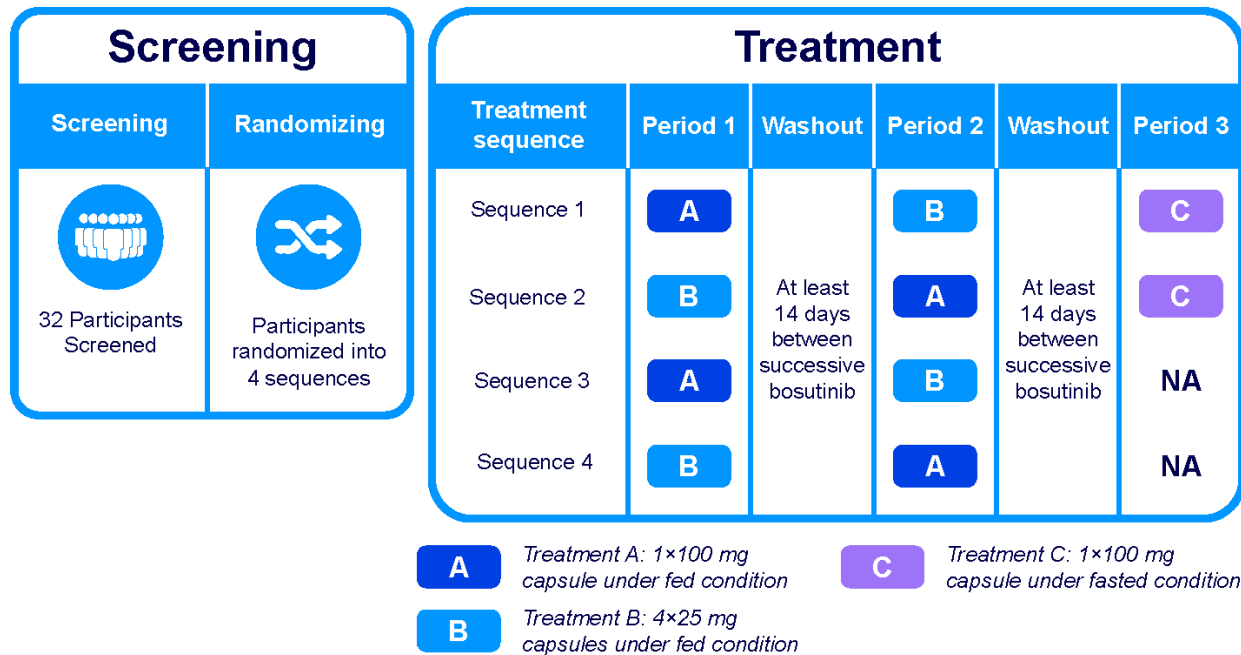 Screening
Screening
Randomizing
32 Participants
Screened
Participants
randomized into
4 sequences
Treatment
Treatment
sequence
Period 1
Washout
Period 2
Washout
Period 3
Sequence 1
A
B
C
Sequence 2
B
At least
14 days
between
successive
bosutinib
A
At least
14 days
between
successive
bosutinib
C
Sequence 3
A
B
NA
Sequence 4
B
A
NA
A
Treatment A: 1×100 mg
capsule under fed condition
C
Treatment C: 1×100 mg
capsule under fasted condition
B
Treatment B: 4×25 mg
capsules under fed condition